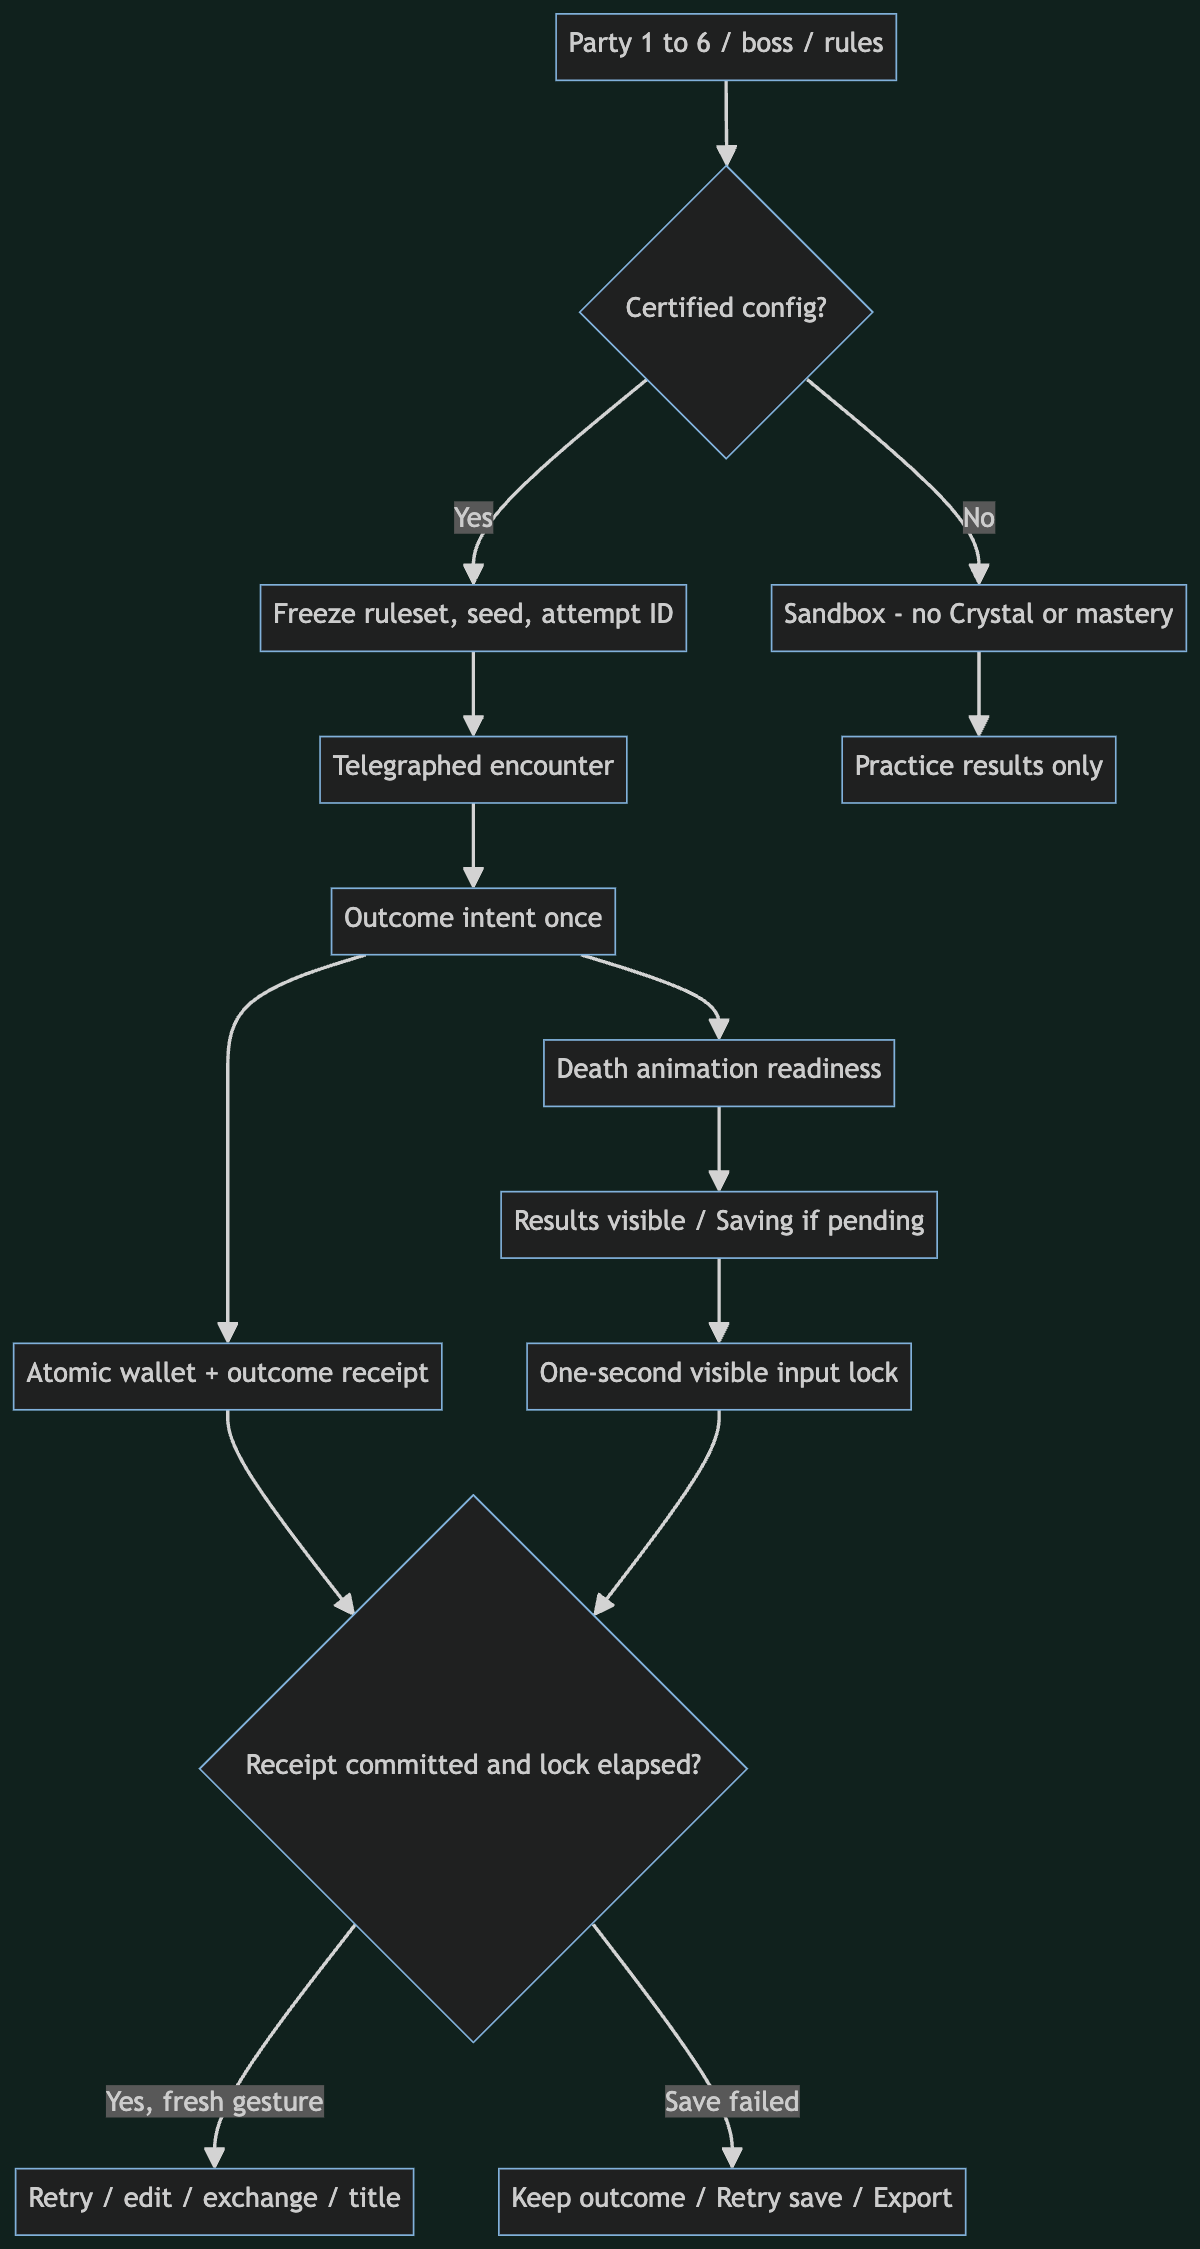 Party 1 to 6 / boss / rules
Certified config?
Yes
No
Freeze ruleset, seed, attempt ID
Sandbox - no Crystal or mastery
Telegraphed encounter
Practice results only
Outcome intent once
Death animation readiness
Results visible / Saving if pending
Atomic wallet + outcome receipt
One-second visible input lock
Receipt committed and lock elapsed?
Yes, fresh gesture
Save failed
Retry / edit / exchange / title
Keep outcome / Retry save / Export